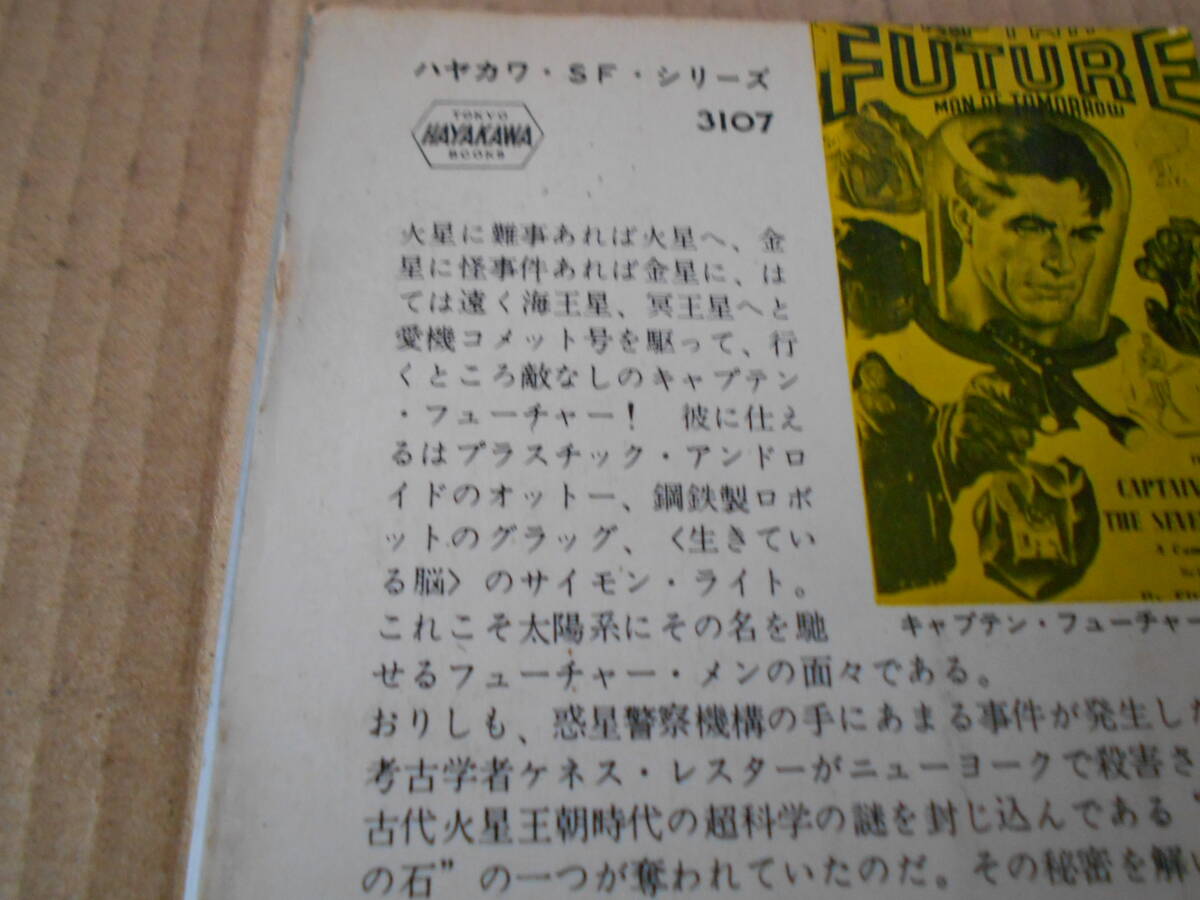 ハヤカワ・SF・シリーズ
TOKYO
HAYAKAWA
BOOKS
3107
FUTURE
MAN OF TOMORROW
CAPTAIN
THE
火星に難事あれば火星へ、金
星に怪事件あれば金星に、は
ては遠く海王星、冥王星へと
愛機コメット号を駆って、行
くところ敵なしのキャプテン
・フューチャー！　彼に仕え
るはプラスチック・アンドロ
イドのオットー、鋼鉄製ロボ
ットのグラッグ、〈生きてい
る脳〉のサイモン・ライト。
これこそ太陽系にその名を馳
せるフューチャー・メンの面々である。
おりしも、惑星警察機構の手にあまる事件が発生し
考古学者ケネス・レスターがニューヨークで殺害さ
古代火星王朝時代の超科学の謎を封じ込んである
の石”の一つが奪われていたのだ。その秘密を解い
キャプテン・フューチャー